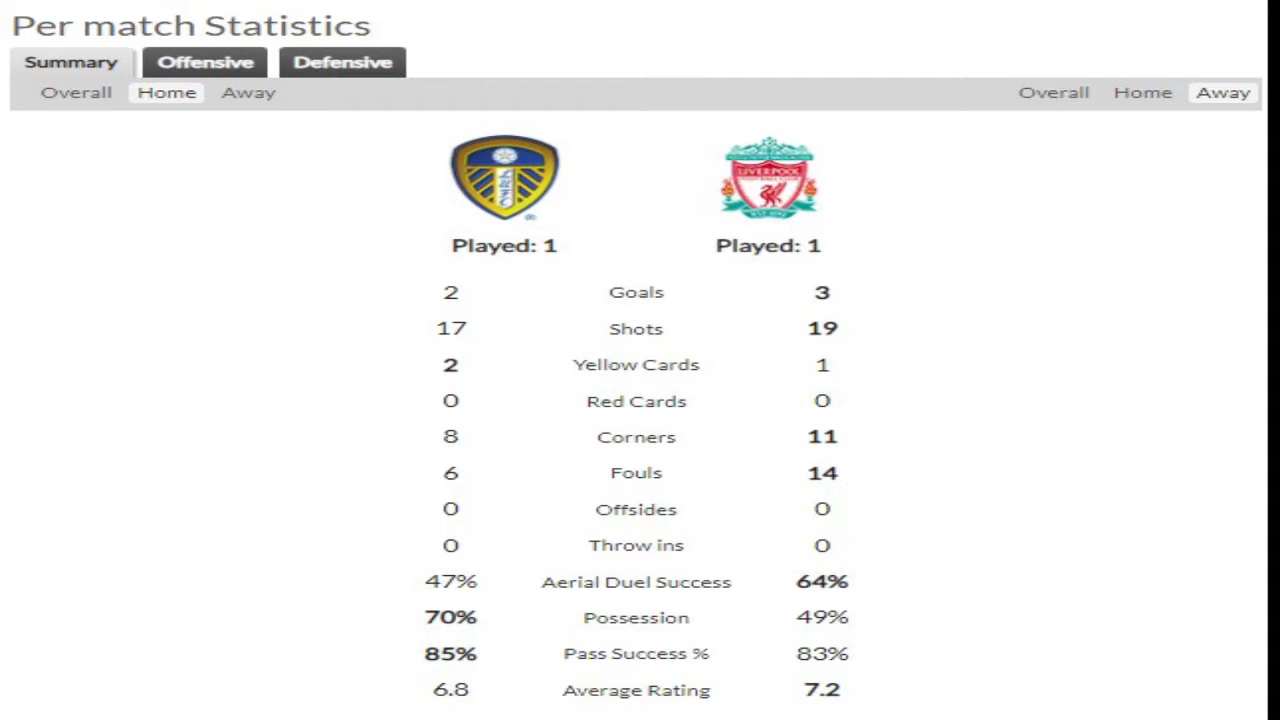 Per match Statistics
Summary Offensive Defensive
Overall Home Away Overall Home Away
LIVERPOOL
Played: 1 Played: 1
2 Goals 3
17 Shots 19
2 Yellow Cards 1
0 Red Cards 0
8 Corners 11
6 Fouls 14
0 Offsides 0
0 Throw ins 0
47% Aerial Duel Success 64%
70% Possession 49%
85% Pass Success % 83%
6.8 Average Rating 7.2